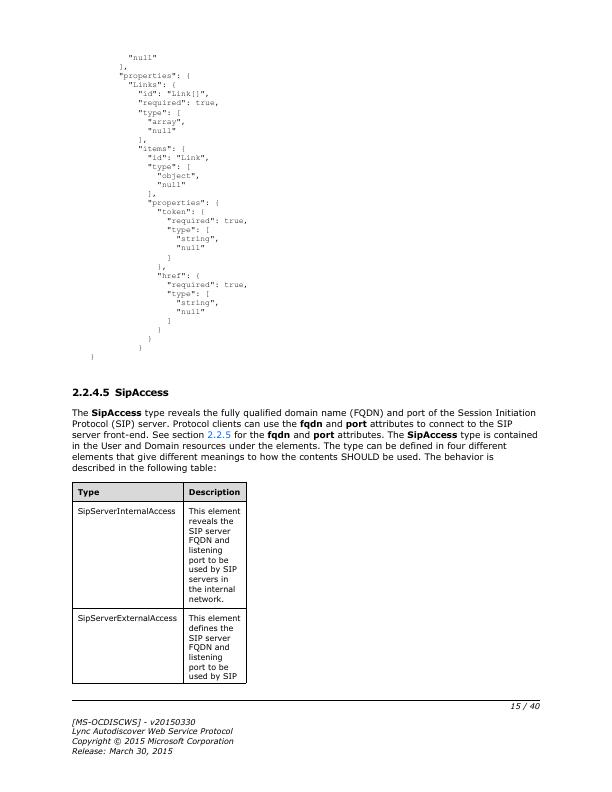 "null"
],
"properties": {
"Links": {
"id": "Link[]",
"required": true,
"type": [
"array",
"null"
],
"items": {
"id": "Link",
"type": [
"object",
"null"
],
"properties": {
"token": {
"required": true,
"type": [
"string",
"null"
]
},
"href": {
"required": true,
"type": [
"string",
"null"
]
}
}
}
}
2.2.4.5 SipAccess
The SipAccess type reveals the fully qualified domain name (FQDN) and port of the Session Initiation
Protocol (SIP) server. Protocol clients can use the fqdn and port attributes to connect to the SIP
server front-end. See section 2.2.5 for the fqdn and port attributes. The SipAccess type is contained
in the User and Domain resources under the elements. The type can be defined in four different
elements that give different meanings to how the contents SHOULD be used. The behavior is
described in the following table:
Type Description
SipServerInternalAccess This element
reveals the
SIP server
FQDN and
listening
port to be
used by SIP
servers in
the internal
network.
SipServerExternalAccess This element
defines the
SIP server
FQDN and
listening
port to be
used by SIP
15 / 40
[MS-OCDISCWS] - v20150330
Lync Autodiscover Web Service Protocol
Copyright © 2015 Microsoft Corporation
Release: March 30, 2015